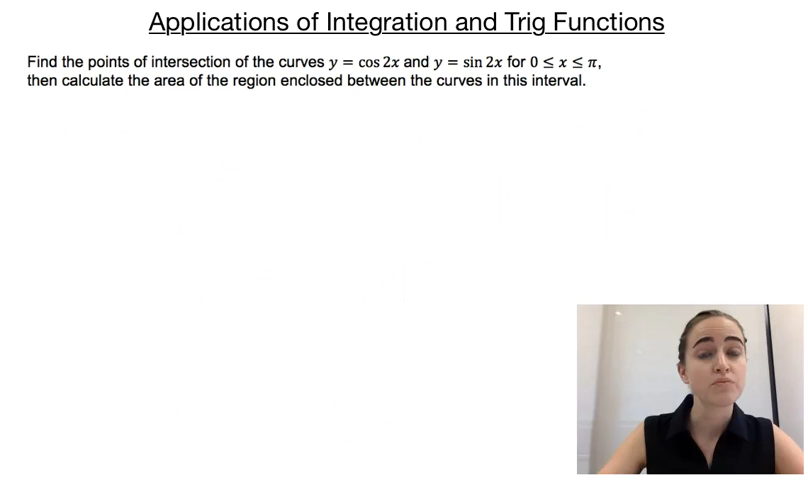 Applications of Integration and Trig Functions
Find the points of intersection of the curves y = cos 2x and y = sin 2x for 0 ≤ x ≤ π,
then calculate the area of the region enclosed between the curves in this interval.